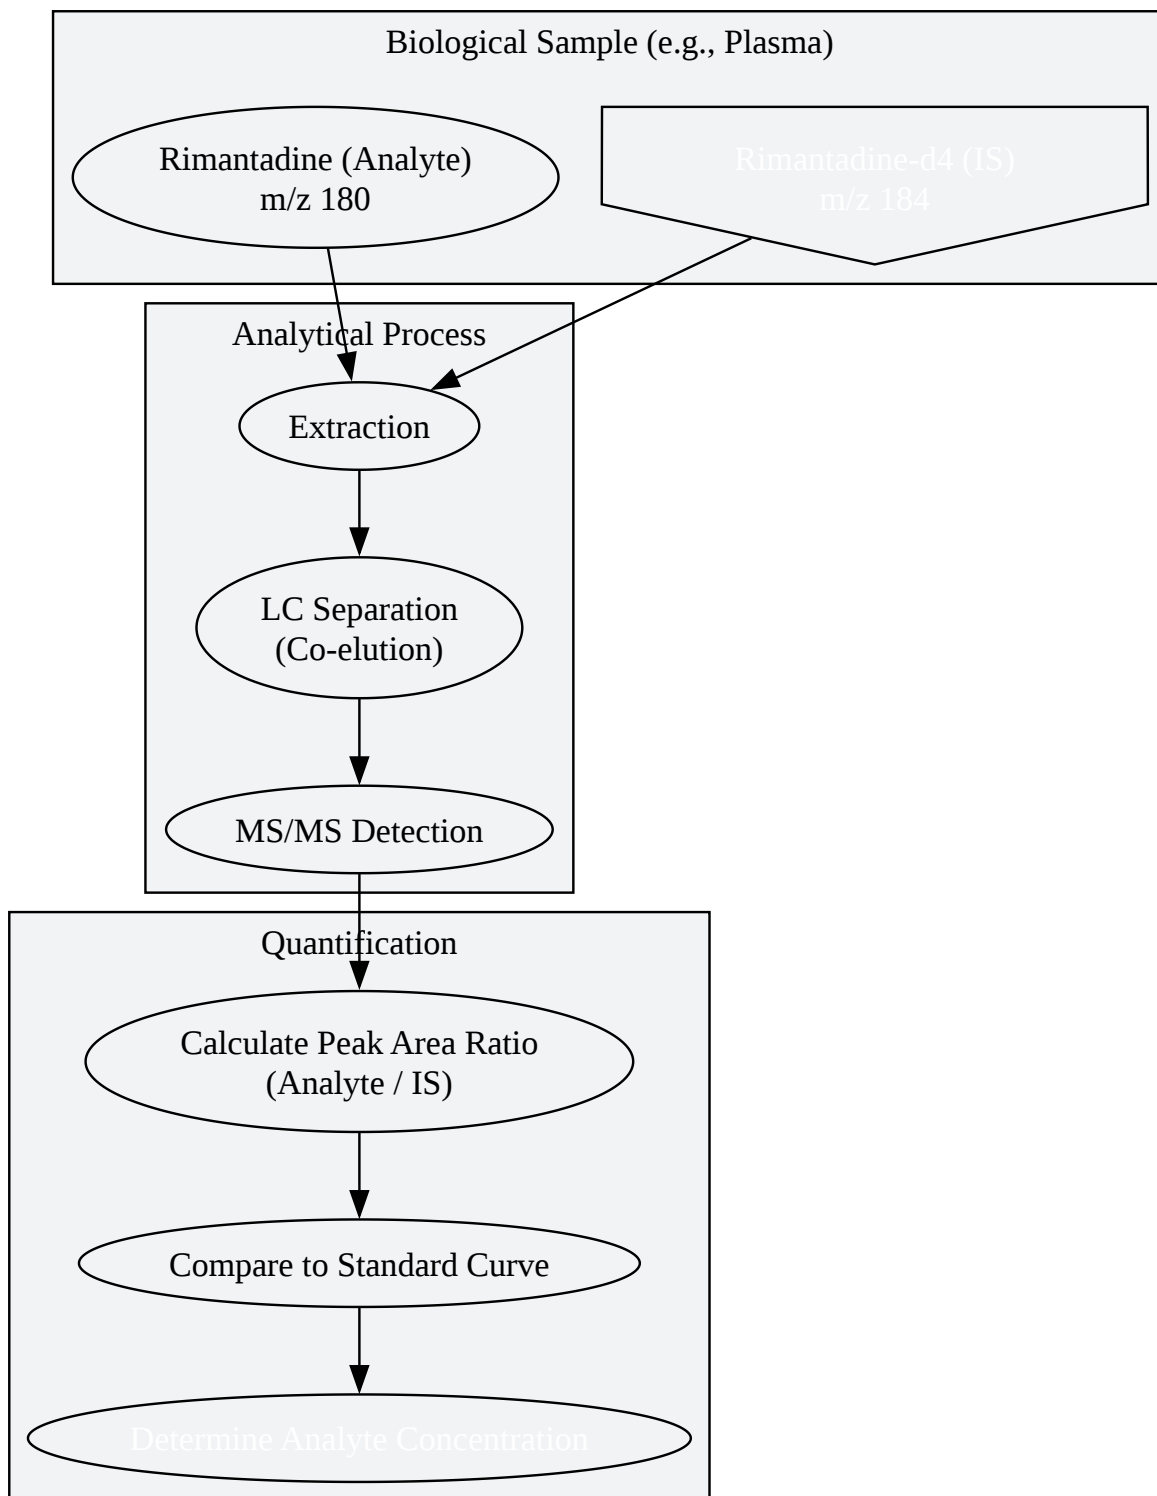 Biological Sample (e.g., Plasma)
Rimantadine (Analyte)
m/z 180
Rimantadine-d4 (IS)
m/z 184
Analytical Process
Extraction
LC Separation
(Co-elution)
MS/MS Detection
Quantification
Calculate Peak Area Ratio
(Analyte / IS)
Compare to Standard Curve
Determine Analyte Concentration